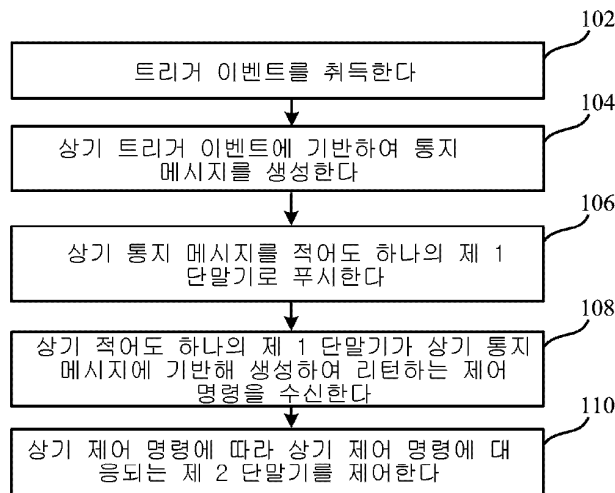 102
트리거 이벤트를 취득한다
104
상기 트리거 이벤트에 기반하여 통지
메시지를 생성한다
106
상기 통지 메시지를 적어도 하나의 제 1
단말기로 푸시한다
108
상기 적어도 하나의 제 1 단말기가 상기 통지
메시지에 기반해 생성하여 리턴하는 제어
명령을 수신한다
110
상기 제어 명령에 따라 상기 제어 명령에 대
응되는 제 2 단말기를 제어한다